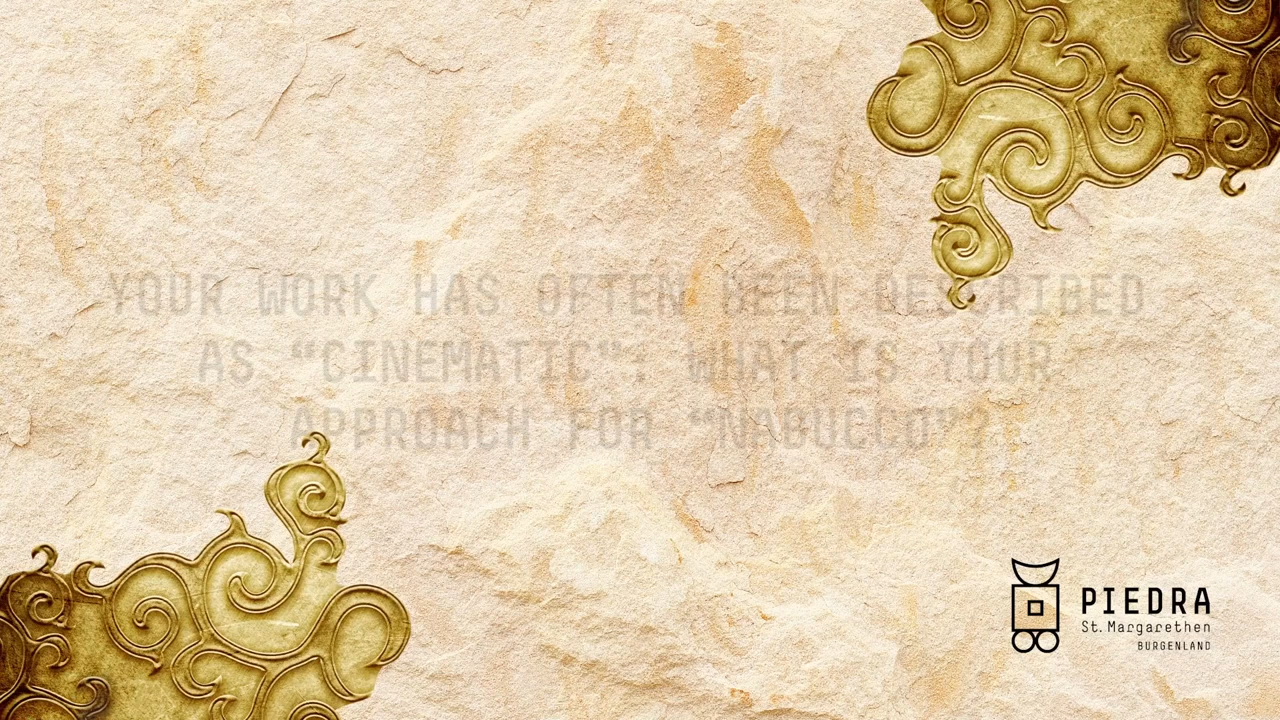 YOUR WORK HAS OFTEN BEEN DESCRIBED
AS “CINEMATIC”. WHAT IS YOUR
APPROACH FOR “NABUCCO”?
PIEDRA
St. Margarethen
BURGENLAND